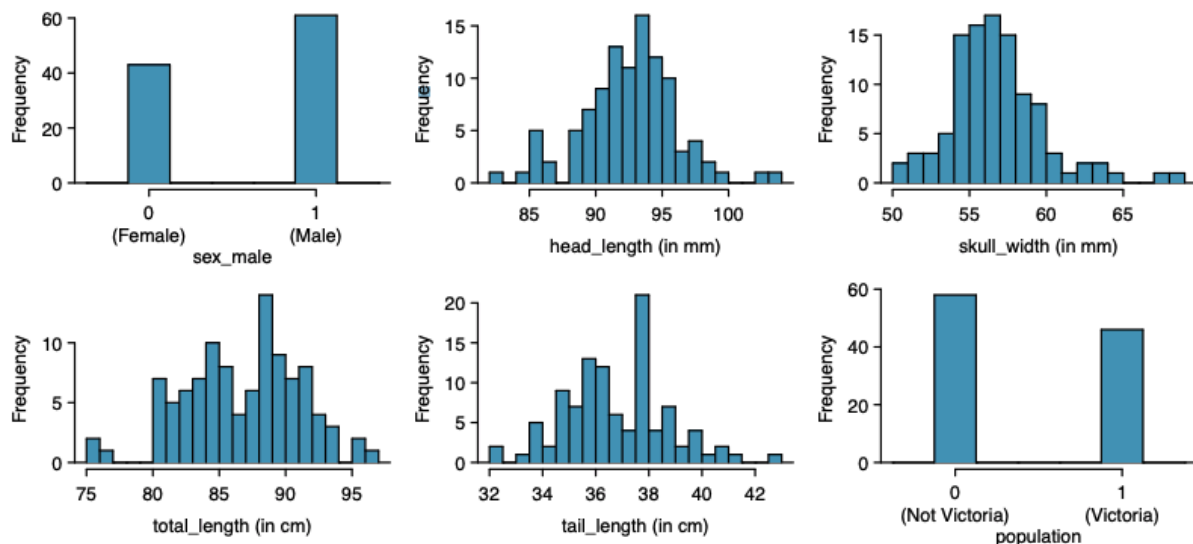 Frequency
60
40
20
0
0
(Female)
1
(Male)
sex_male
Frequency
15
10
5
0
85
90
95
100
head_length (in mm)
Frequency
15
10
5
0
50
55
60
65
skull_width (in mm)
Frequency
10
5
0
75
80
85
90
95
total_length (in cm)
Frequency
20
15
10
5
0
32
34
36
38
40
42
tail_length (in cm)
Frequency
60
40
20
0
0
(Not Victoria)
1
(Victoria)
population